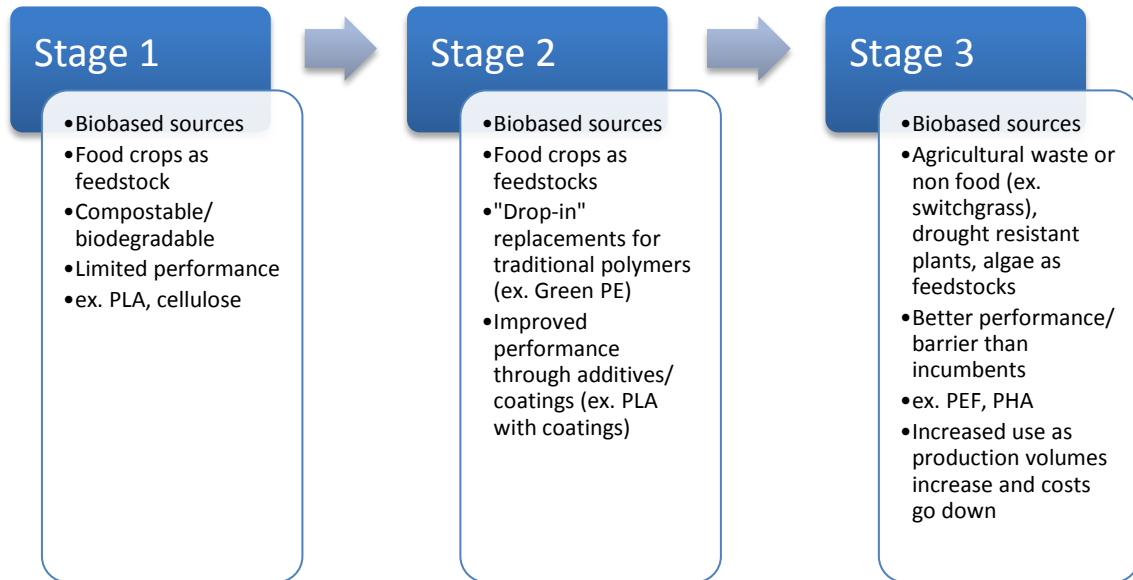 Stage 1
•Biobased sources
•Food crops as
feedstock
•Compostable/
biodegradable
•Limited performance
•ex. PLA, cellulose
Stage 2
•Biobased sources
•Food crops as
feedstocks
•"Drop-in"
replacements for
traditional polymers
(ex. Green PE)
•Improved
performance
through additives/
coatings (ex. PLA
with coatings)
Stage 3
•Biobased sources
•Agricultural waste or
non food (ex.
switchgrass),
drought resistant
plants, algae as
feedstocks
•Better performance/
barrier than
incumbents
•ex. PEF, PHA
•Increased use as
production volumes
increase and costs
go down